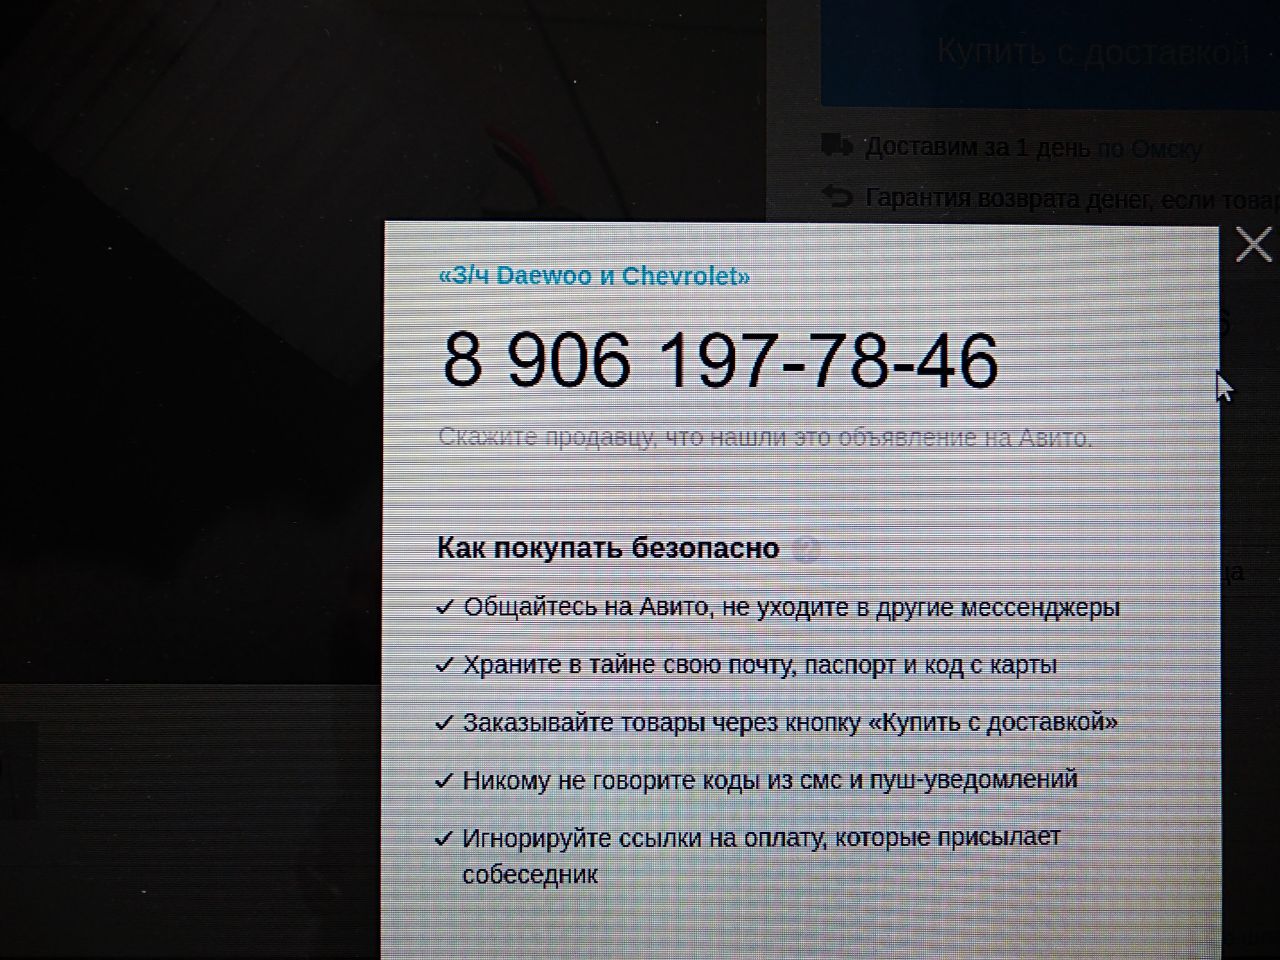 Купить с доставкой
Доставим за 1 день по Омску
Гарантия возврата денег, если
«З/ч Daewoo и Chevrolet»
8 906 197-78-46
Скажите продавцу, что нашли это объявление на Авито.
Как покупать безопасно ?
Общайтесь на Авито, не уходите в другие мессенджеры
Храните в тайне свою почту, паспорт и код с карты
Заказывайте товары через кнопку «Купить с доставкой»
Никому не говорите коды из смс и пуш-уведомлений
Игнорируйте ссылки на оплату, которые присылает
собеседник